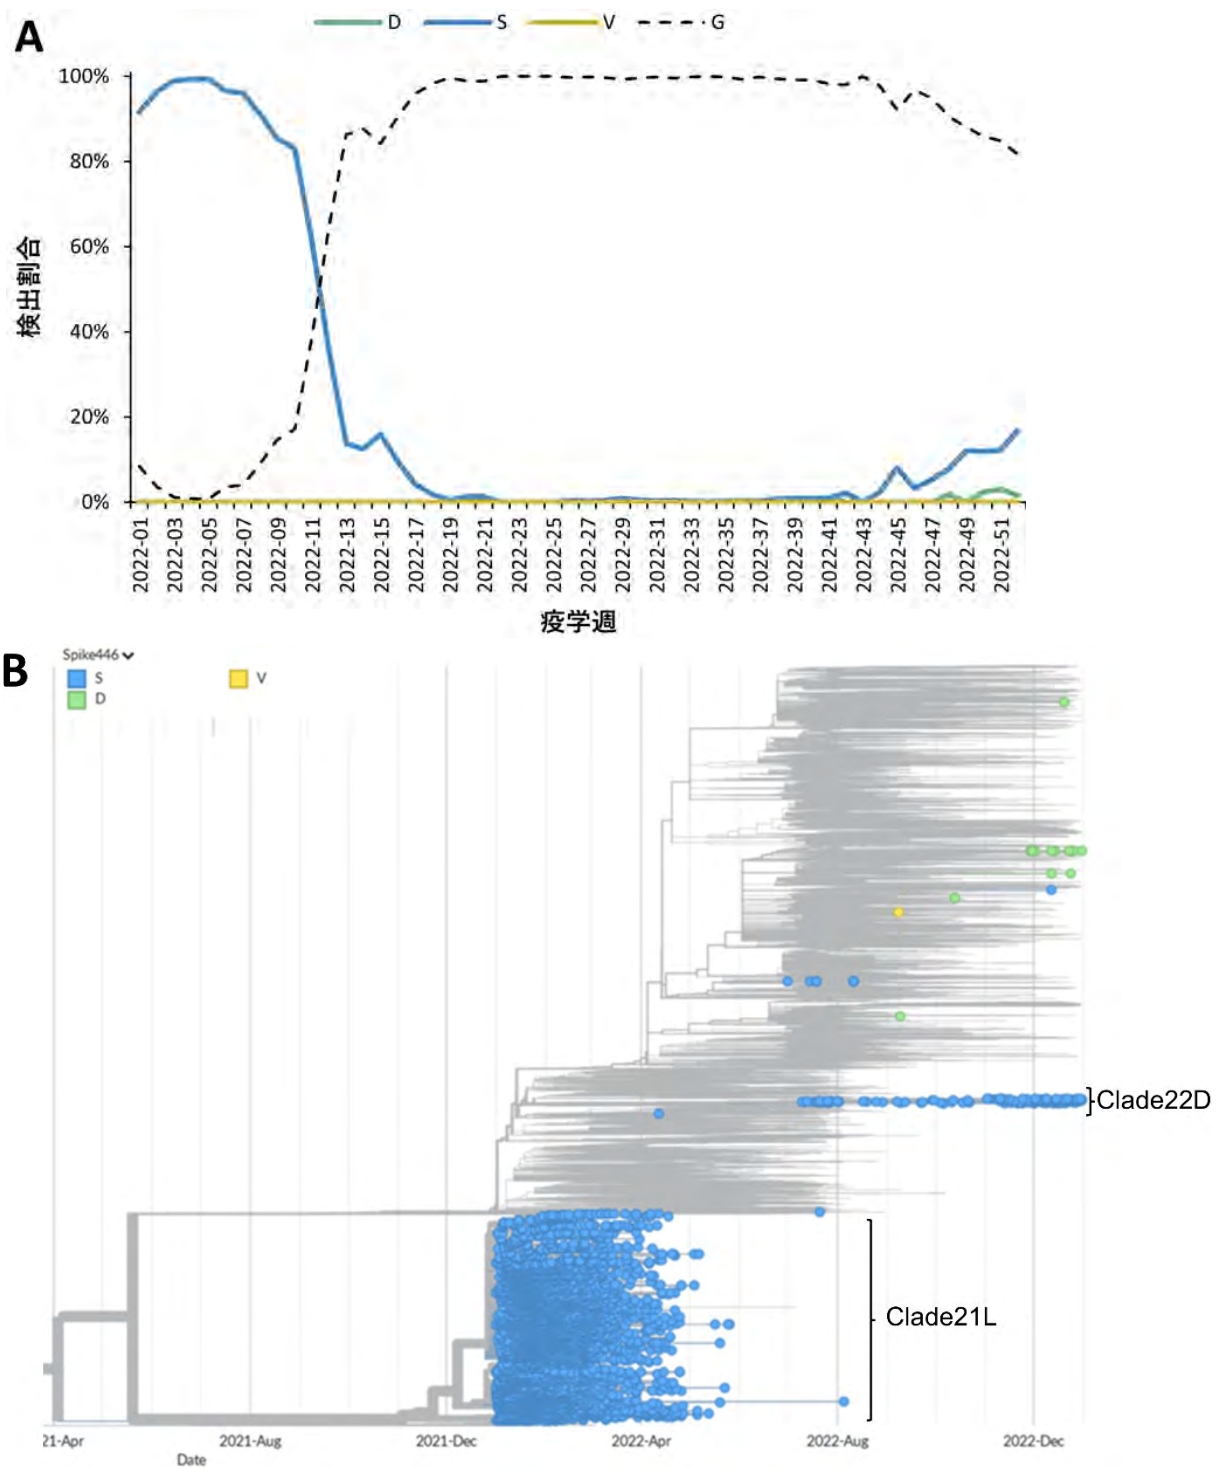 A
D S V G
100%
80%
60%
40%
20%
0%
検出割合
2022-01
2022-03
2022-05
2022-07
2022-09
2022-11
2022-13
2022-15
2022-17
2022-19
2022-21
2022-23
2022-25
2022-27
2022-29
2022-31
2022-33
2022-35
2022-37
2022-39
2022-41
2022-43
2022-45
2022-47
2022-49
2022-51
疫学週
B
Spike446
S V
D
Clade22D
Clade21L
21-Apr 2021-Aug 2021-Dec 2022-Apr 2022-Aug 2022-Dec
Date